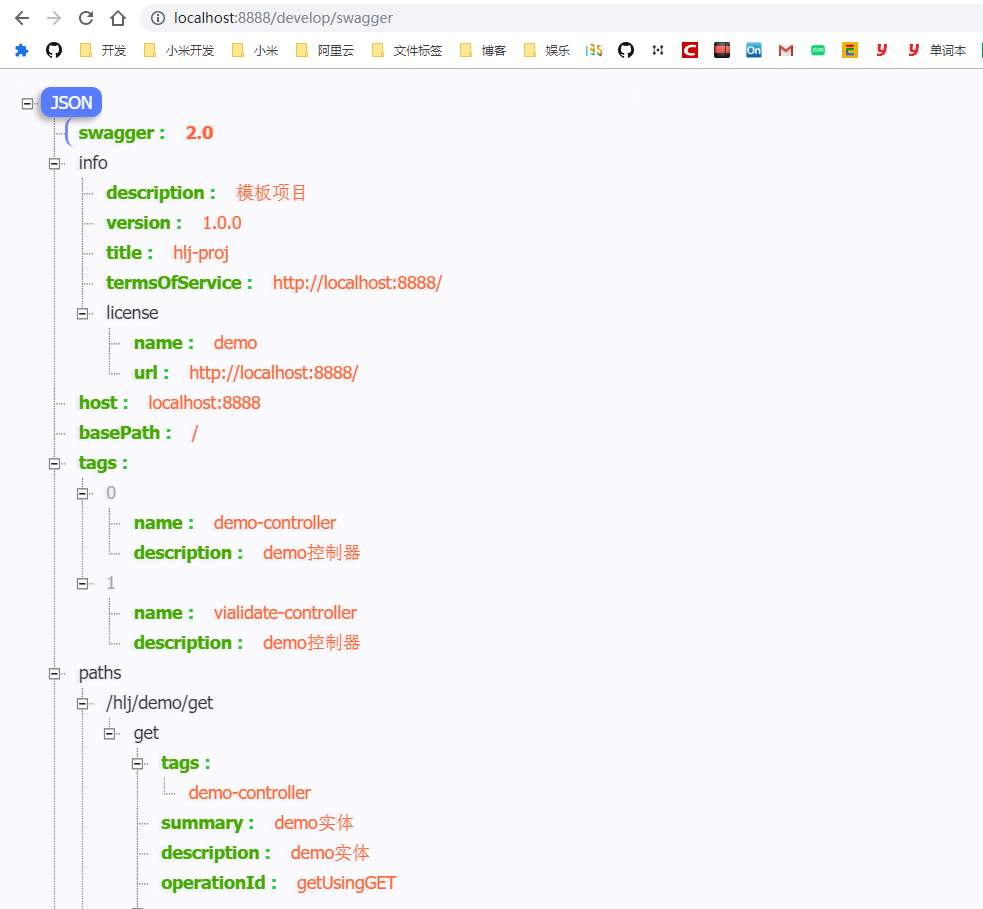 localhost:8888/develop/swagger
开发 小米开发 小米 阿里云 文件标签 博客 娱乐 单词本
JSON
swagger : 2.0
info
description : 模板项目
version : 1.0.0
title : hlj-proj
termsOfService : http://localhost:8888/
license
name : demo
url : http://localhost:8888/
host : localhost:8888
basePath : /
tags :
0
name : demo-controller
description : demo控制器
1
name : vialidate-controller
description : demo控制器
paths
/hlj/demo/get
get
tags :
demo-controller
summary : demo实体
description : demo实体
operationId : getUsingGET